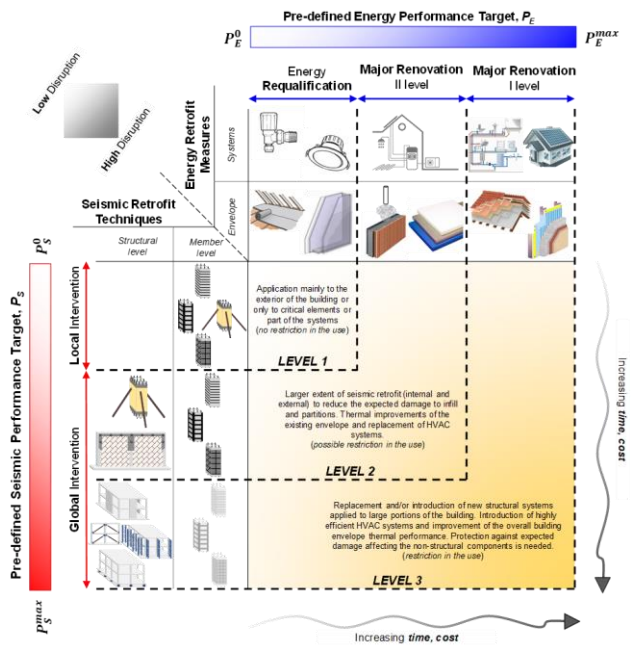 Pre-defined Energy Performance Target, P_E
P_E^0
P_E^max
Low Disruption
High Disruption
Energy
Requalification
Major Renovation
II level
Major Renovation
I level
Energy Retrofit
Measures
Systems
Envelope
Seismic Retrofit
Techniques
Structural
level
Member
level
Pre-defined Seismic Performance Target, P_S
P_S^0
P_S^max
Local Intervention
Global Intervention
Application mainly to the
exterior of the building or
only to critical elements or
part of the systems
(no restriction in the use)
LEVEL 1
Larger extent of seismic retrofit (internal and
external) to reduce the expected damage to infill
and partitions. Thermal improvements of the
existing envelope and replacement of HVAC
systems.
(possible restriction in the use)
LEVEL 2
Replacement and/or introduction of new structural systems
applied to large portions of the building. Introduction of highly
efficient HVAC systems and improvement of the overall building
envelope thermal performance. Protection against expected
damage affecting the non-structural components is needed.
(restriction in the use)
LEVEL 3
Increasing time, cost
Increasing time, cost